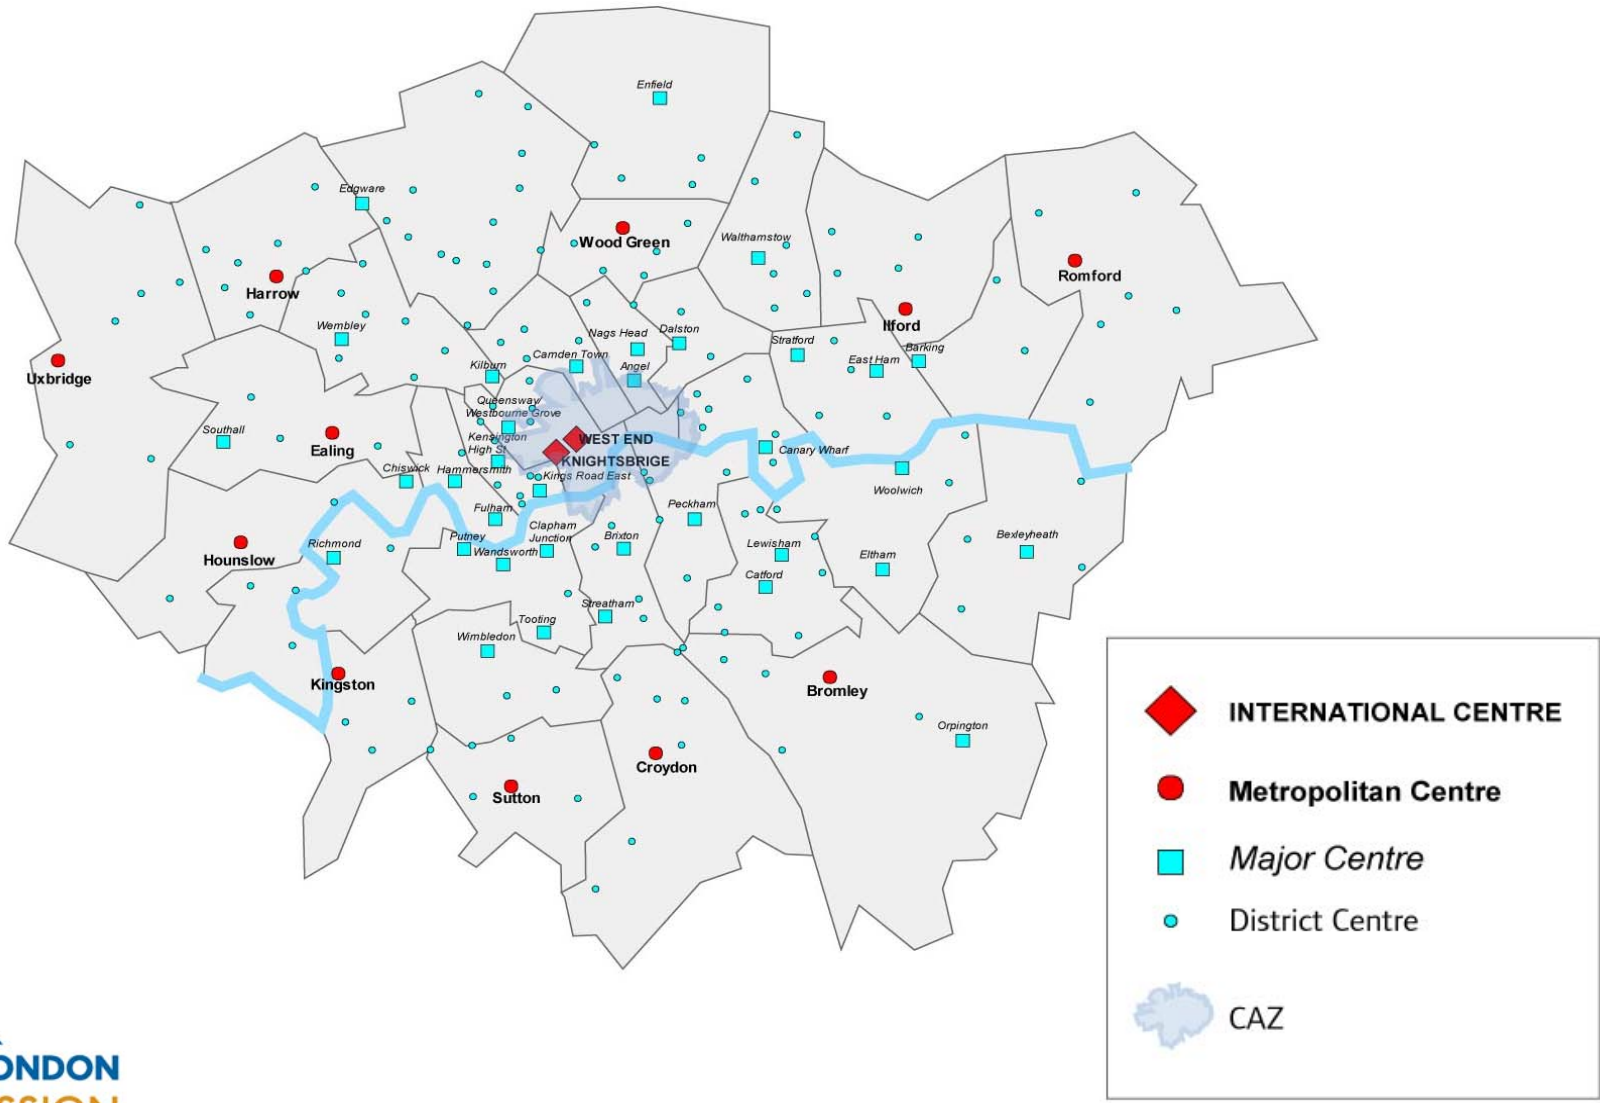 Enfield
Edgware
Wood Green
Walthamstow
Harrow
Romford
Ilford
Wembley
Nags Head
Dalston
Stratford
Barking
East Ham
Camden Town
Kilburn
Angel
Uxbridge
Queensway/
Westbourne Grove
Southall
Ealing
Kensington
High St
WEST END
KNIGHTSBRIGE
Canary Wharf
Chiswick
Hammersmith
Kings Road East
Woolwich
Fulham
Peckham
Clapham
Junction
Putney
Wandsworth
Brixton
Richmond
Hounslow
Lewisham
Eltham
Bexleyheath
Catford
Streatham
Tooting
Wimbledon
Kingston
Bromley
Orpington
Croydon
Sutton
INTERNATIONAL CENTRE
Metropolitan Centre
Major Centre
District Centre
CAZ
ONDON
SSION